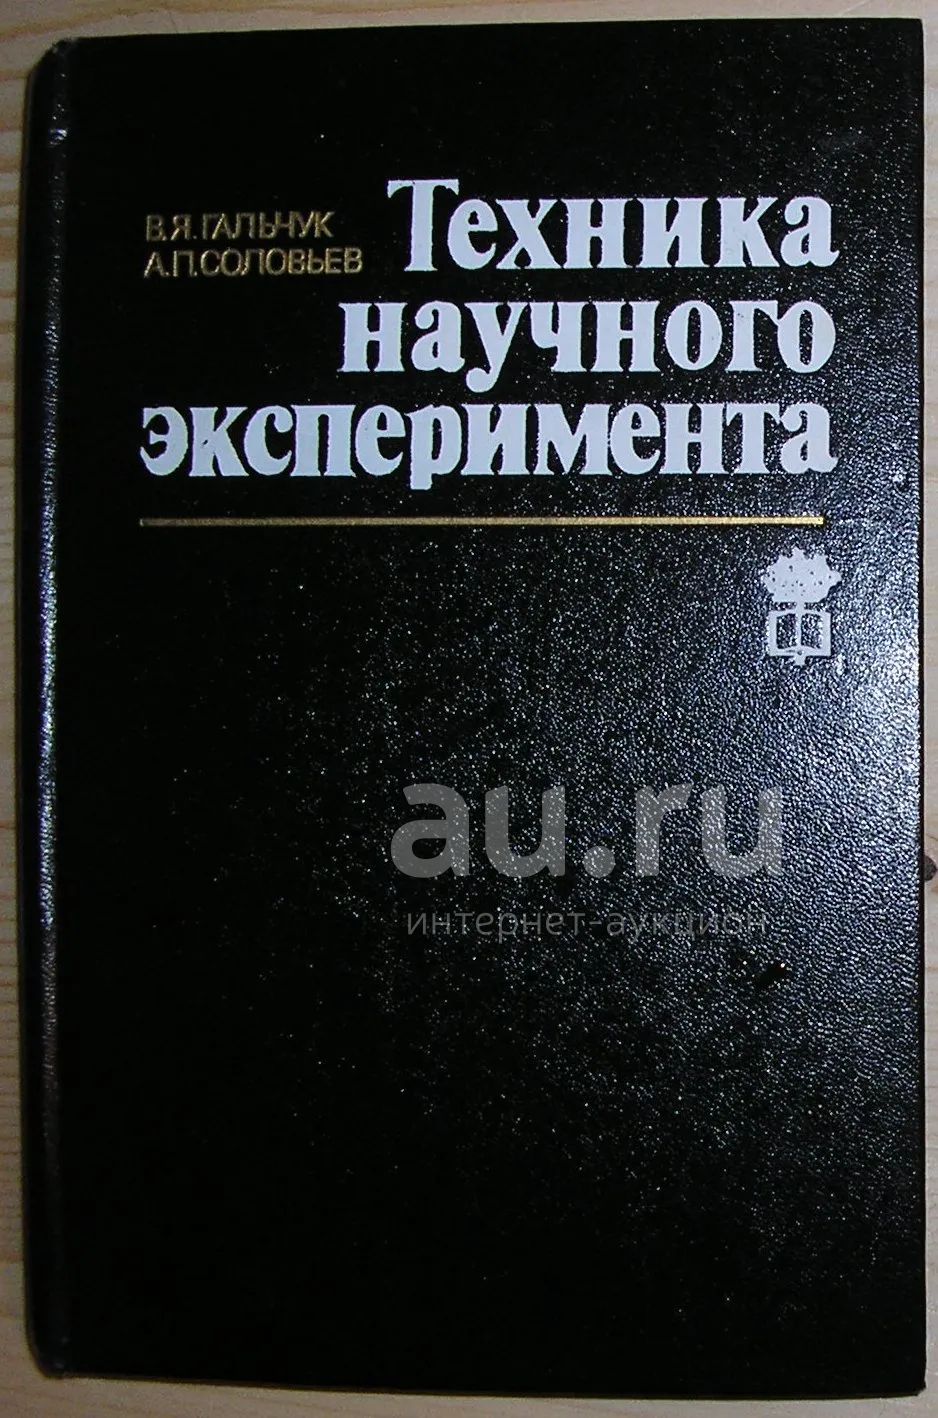 В.Я.ГАЛЬЧУК
А.П.СОЛОВЬЕВ
Техника
научного
эксперимента
au.ru
интернет-аукцион